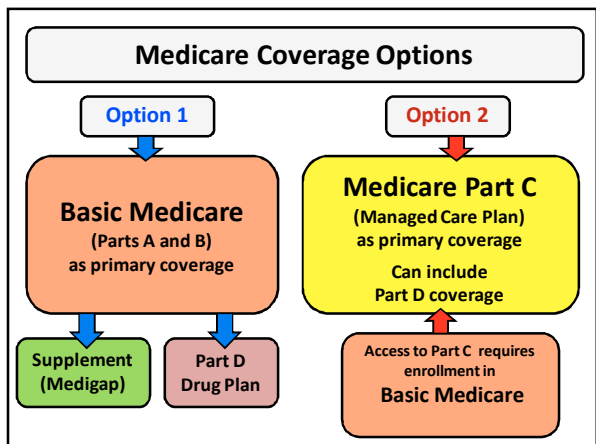 Medicare Coverage Options
Option 1
Option 2
Basic Medicare
(Parts A and B)
as primary coverage
Medicare Part C
(Managed Care Plan)
as primary coverage
Can include
Part D coverage
Supplement
(Medigap)
Part D
Drug Plan
Access to Part C requires
enrollment in
Basic Medicare